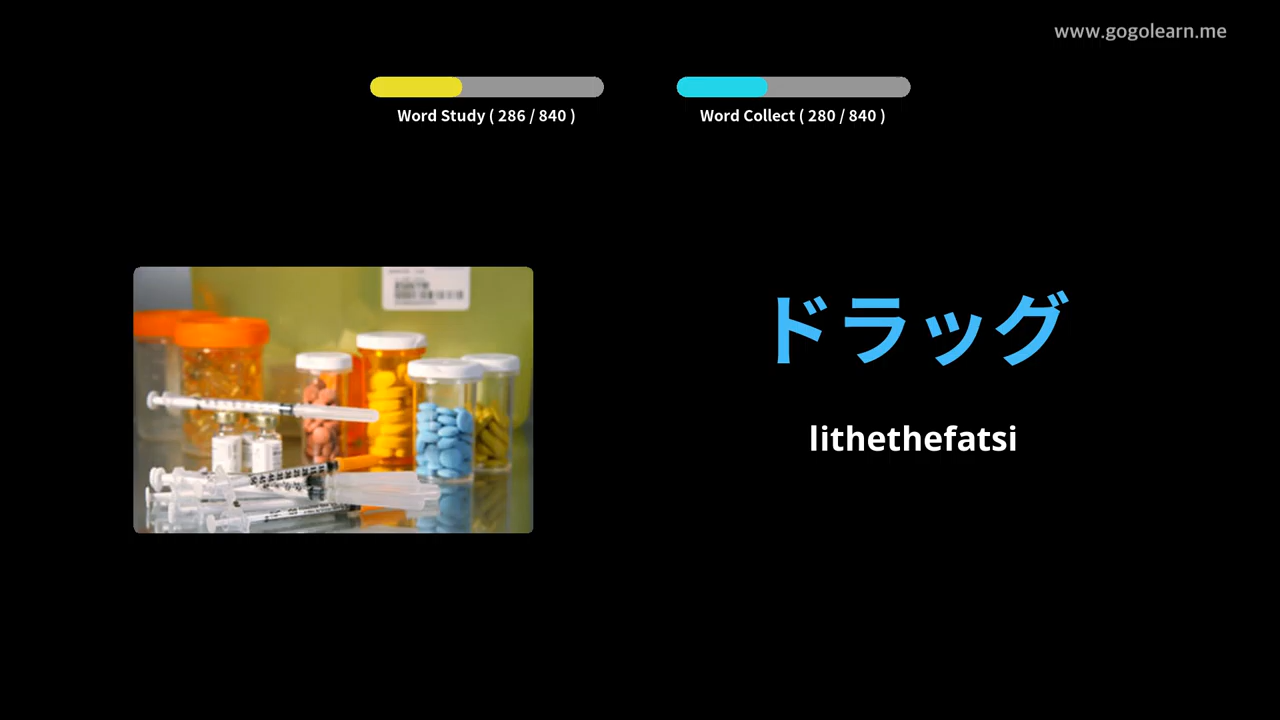 www.gogolearn.me
Word Study ( 286 / 840 )
Word Collect ( 280 / 840 )
ドラッグ
lithethefatsi